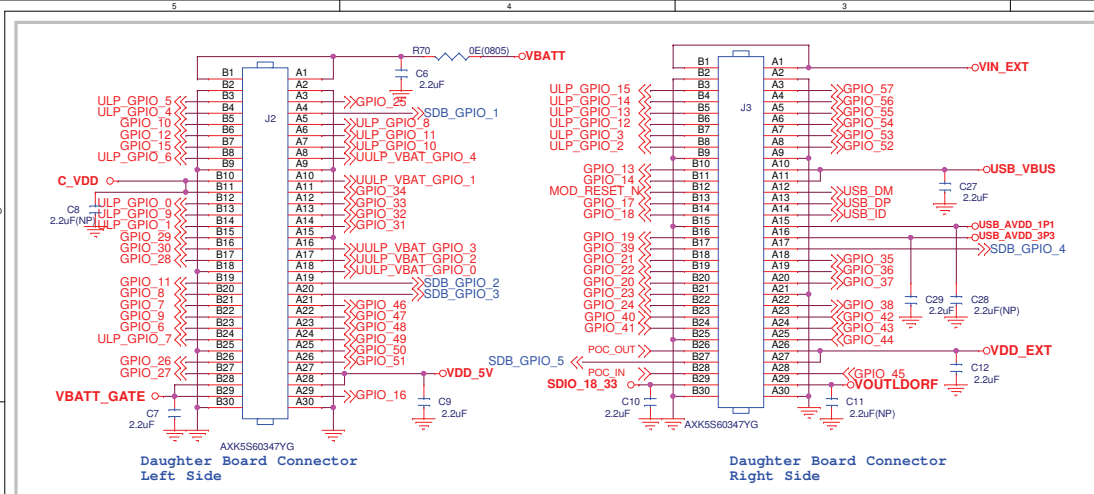 5 4 3
R70 0E(0805) VBATT
C6
2.2uF
J2
B1 A1
B2 A2
B3 A3
B4 A4
B5 A5
B6 A6
B7 A7
B8 A8
B9 A9
B10 A10
B11 A11
B12 A12
B13 A13
B14 A14
B15 A15
B16 A16
B17 A17
B18 A18
B19 A19
B20 A20
B21 A21
B22 A22
B23 A23
B24 A24
B25 A25
B26 A26
B27 A27
B28 A28
B29 A29
B30 A30
ULP_GPIO_5
ULP_GPIO_4
GPIO_10
GPIO_12
GPIO_15
ULP_GPIO_6
C_VDD
C8
2.2uF(NP)
ULP_GPIO_0
ULP_GPIO_9
ULP_GPIO_1
GPIO_29
GPIO_30
GPIO_28
GPIO_11
GPIO_8
GPIO_7
GPIO_9
GPIO_6
ULP_GPIO_7
GPIO_26
GPIO_27
VBATT_GATE
C7
2.2uF
GPIO_25
SDB_GPIO_1
ULP_GPIO_8
ULP_GPIO_11
ULP_GPIO_10
UULP_VBAT_GPIO_4
UULP_VBAT_GPIO_1
GPIO_34
GPIO_33
GPIO_32
GPIO_31
UULP_VBAT_GPIO_3
UULP_VBAT_GPIO_2
UULP_VBAT_GPIO_0
SDB_GPIO_2
SDB_GPIO_3
GPIO_46
GPIO_47
GPIO_48
GPIO_49
GPIO_50
GPIO_51
VDD_5V
GPIO_16
C9
2.2uF
AXK5S60347YG
Daughter Board Connector
Left Side
J3
B1 A1
B2 A2
B3 A3
B4 A4
B5 A5
B6 A6
B7 A7
B8 A8
B9 A9
B10 A10
B11 A11
B12 A12
B13 A13
B14 A14
B15 A15
B16 A16
B17 A17
B18 A18
B19 A19
B20 A20
B21 A21
B22 A22
B23 A23
B24 A24
B25 A25
B26 A26
B27 A27
B28 A28
B29 A29
B30 A30
ULP_GPIO_15
ULP_GPIO_14
ULP_GPIO_13
ULP_GPIO_12
ULP_GPIO_3
ULP_GPIO_2
GPIO_13
GPIO_14
MOD_RESET_N
GPIO_17
GPIO_18
GPIO_19
GPIO_39
GPIO_21
GPIO_22
GPIO_20
GPIO_23
GPIO_24
GPIO_40
GPIO_41
POC_OUT
SDB_GPIO_5
POC_IN
SDIO_18_33
C10
2.2uF
VIN_EXT
GPIO_57
GPIO_56
GPIO_55
GPIO_54
GPIO_53
GPIO_52
USB_VBUS
C27
2.2uF
USB_DM
USB_DP
USB_ID
USB_AVDD_1P1
USB_AVDD_3P3
SDB_GPIO_4
GPIO_35
GPIO_36
GPIO_37
C29
2.2uF
C28
2.2uF(NP)
GPIO_38
GPIO_42
GPIO_43
GPIO_44
VDD_EXT
C12
2.2uF
GPIO_45
VOUTLDORF
C11
2.2uF(NP)
AXK5S60347YG
Daughter Board Connector
Right Side